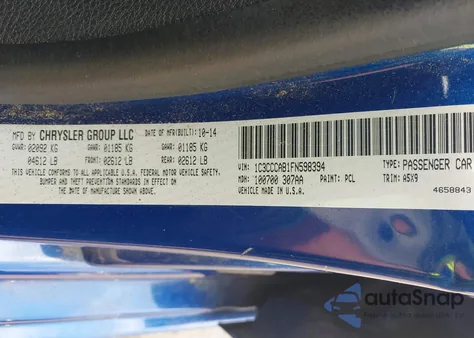 MFD BY CHRYSLER GROUP LLC DATE OF MFR(BUILT): 10-14
GVWR: 02092 KG GAWR: 01185 KG GAWR: 01185 KG
04612 LB FRONT: 02612 LB REAR: 02612 LB
THIS VEHICLE CONFORMS TO ALL APPLICABLE U.S.A. FEDERAL MOTOR VEHICLE SAFETY,
BUMPER AND THEFT PREVENTION STANDARDS IN EFFECT ON
THE DATE OF MANUFACTURE SHOWN ABOVE.
VIN: 1C3CCCAB1FN598394 TYPE: PASSENGER CAR
MDH: 100700 307AA PAINT: PCL TRIM: A5X9
VEHICLE MADE IN U.S.A. 4658843
autoSnap